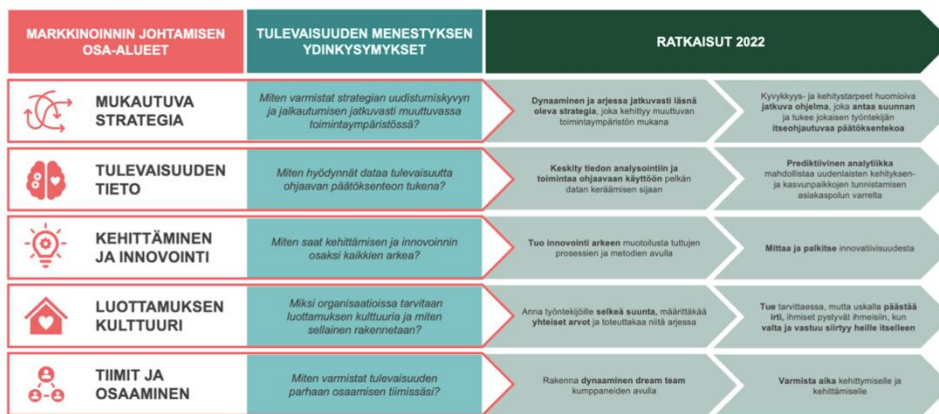 MARKKINOINNIN JOHTAMISEN
OSA-ALUEET
TULEVAISUUDEN MENESTYKSEN
YDINKYSYMYKSET
RATKAISUT 2022
MUKAUTUVA
STRATEGIA
Miten varmistat strategian uudistumiskyvyn
ja jalkautumisen jatkuvasti muuttuvassa
toimintaympäristössä?
Dynaaminen ja arjessa jatkuvasti läsnä
oleva strategia, joka kehittyy muuttuvan
toimintaympäristön mukana
Kyvykkyys- ja kehitystarpeet huomioiva
jatkuva ohjelma, joka antaa suunnan
ja tukee jokaisen työntekijän
itseohjautuvaa päätöksentekoa
TULEVAISUUDEN
TIETO
Miten hyödynnät dataa tulevaisuutta
ohjaavan päätöksenteon tukena?
Keskity tiedon analysointiin ja
toimintaa ohjaavaan käyttöön pelkän
datan keräämisen sijaan
Prediktiivinen analytiikka
mahdollistaa uudenlaisten kehityksen-
ja kasvunpaikkojen tunnistamisen
asiakaspolun varrelta
KEHITTÄMINEN
JA INNOVOINTI
Miten saat kehittämisen ja innovoinnin
osaksi kaikkien arkea?
Tuo innovointi arkeen muotoilusta tuttujen
prosessien ja metodien avulla
Mittaa ja palkitse innovatiivisuudesta
LUOTTAMUKSEN
KULTTUURI
Miksi organisaatioissa tarvitaan
luottamuksen kulttuuria ja miten
sellainen rakennetaan?
Anna työntekijöille selkeä suunta, määrittäkää
yhteiset arvot ja toteuttakaa niitä arjessa
Tue tarvittaessa, mutta uskalla päästää
irti, ihmiset pystyvät ihmeisiin, kun
valta ja vastuu siirtyy heille itselleen
TIIMIT JA
OSAAMINEN
Miten varmistat tulevaisuuden
parhaan osaamisen tiimissäsi?
Rakenna dynaaminen dream team
kumppaneiden avulla
Varmista aika kehittymiselle ja
kehittämiselle